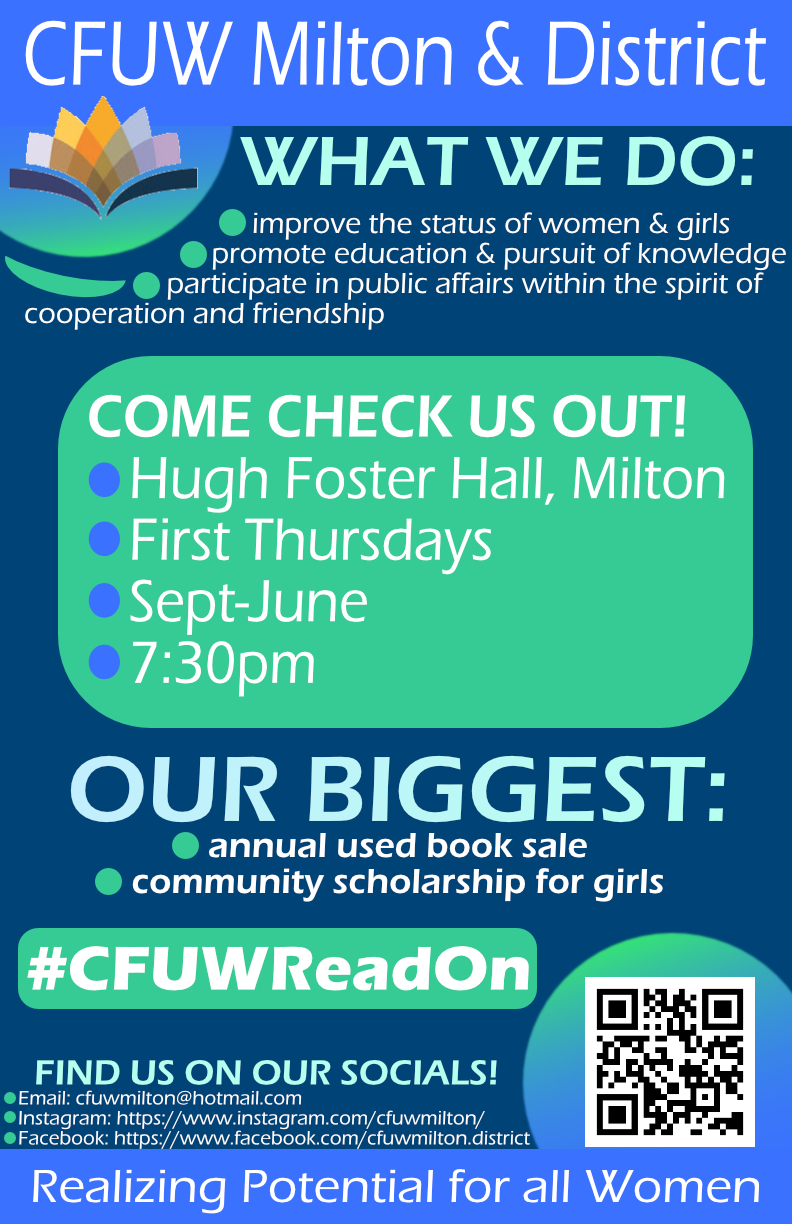 CFUW Milton & District
WHAT WE DO:
improve the status of women & girls
promote education & pursuit of knowledge
participate in public affairs within the spirit of
cooperation and friendship
COME CHECK US OUT!
Hugh Foster Hall, Milton
First Thursdays
Sept-June
7:30pm
OUR BIGGEST:
annual used book sale
community scholarship for girls
#CFUWReadOn
FIND US ON OUR SOCIALS!
Email: cfuwmilton@hotmail.com
Instagram: https://www.instagram.com/cfuwmilton/
Facebook: https://www.facebook.com/cfuwmilton.district
Realizing Potential for all Women